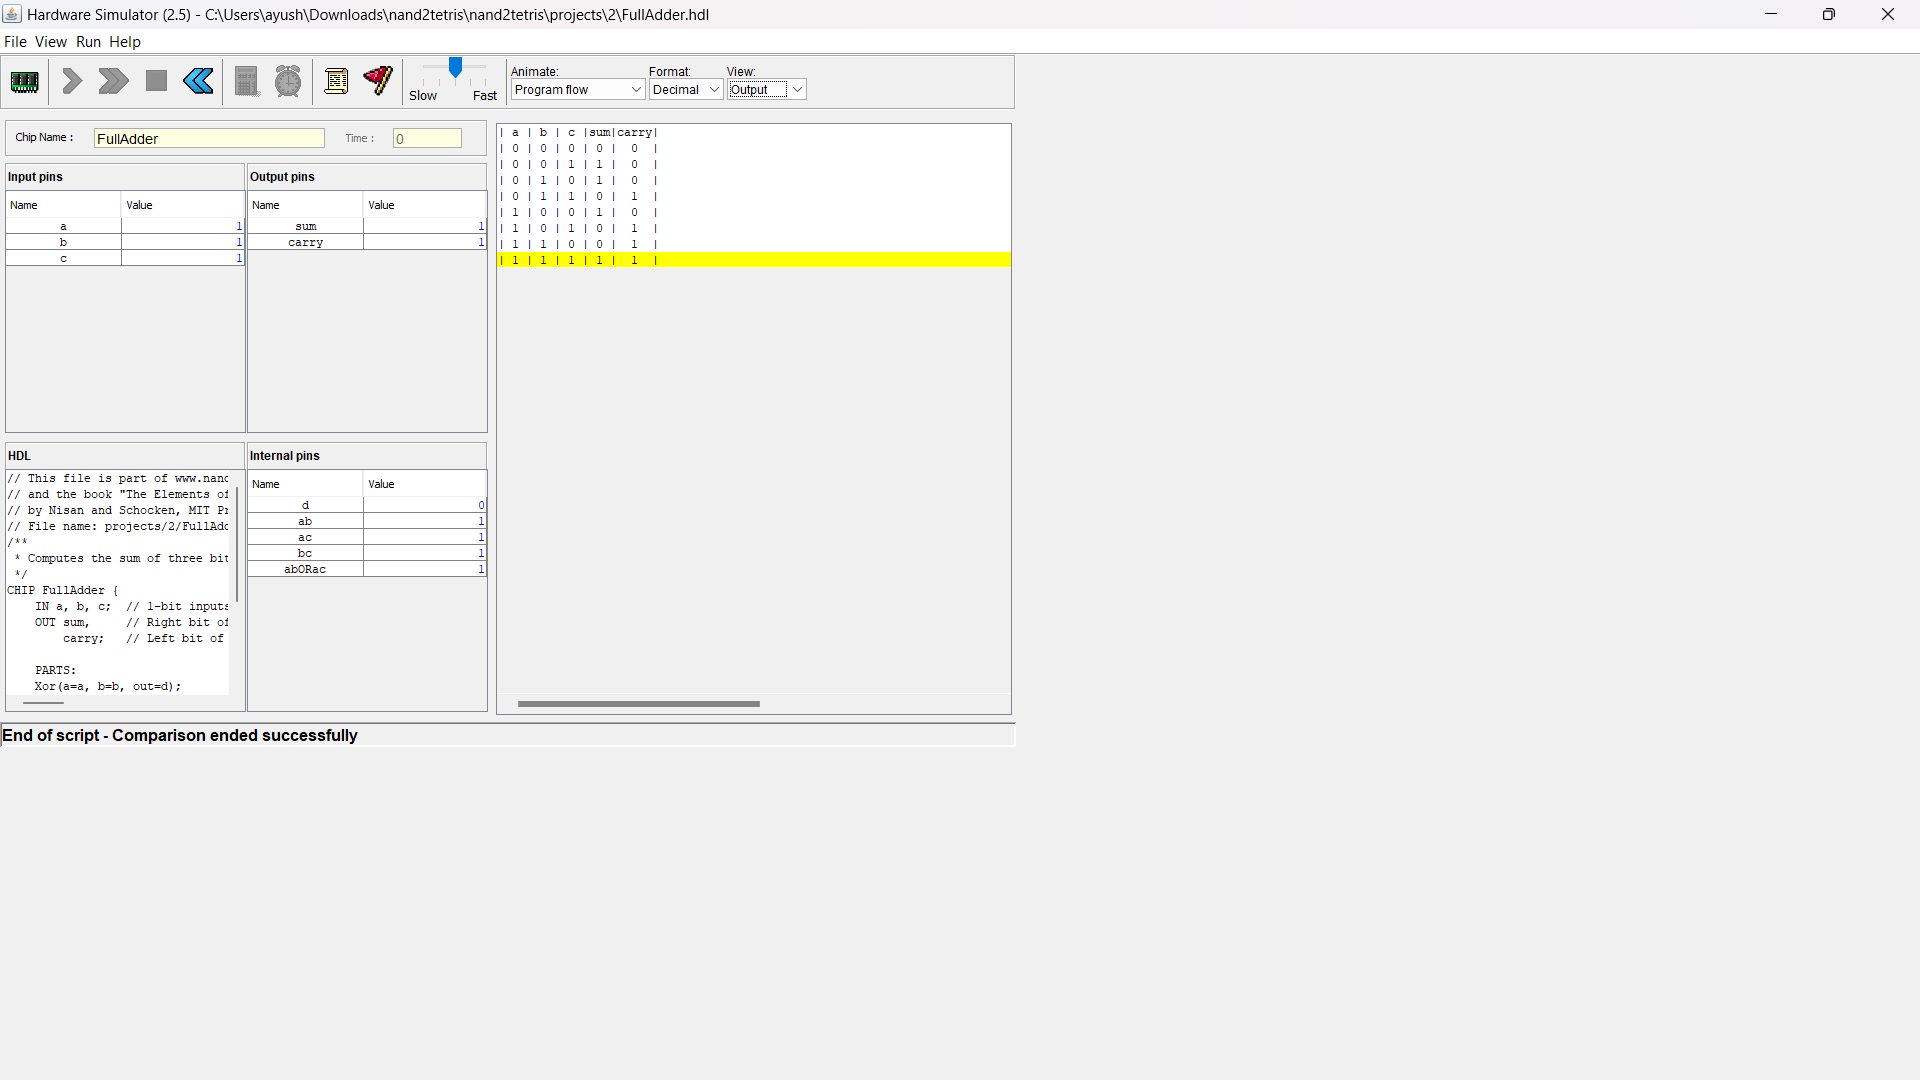 Hardware Simulator (2.5) - C:\Users\ayush\Downloads\nand2tetris\nand2tetris\projects\2\FullAdder.hdl
File View Run Help
Slow Fast
Animate: Format: View:
Program flow Decimal Output
Chip Name : FullAdder Time : 0
Input pins
Name Value
a 1
b 1
c 1
Output pins
Name Value
sum 1
carry 1
HDL
// This file is part of www.nand
// and the book "The Elements of
// by Nisan and Schocken, MIT Pr
// File name: projects/2/FullAdd
/**
* Computes the sum of three bit
*/
CHIP FullAdder {
IN a, b, c; // 1-bit inputs
OUT sum, // Right bit of
carry; // Left bit of
PARTS:
Xor(a=a, b=b, out=d);
Internal pins
Name Value
d 0
ab 1
ac 1
bc 1
abORac 1
| a | b | c |sum|carry|
| 0 | 0 | 0 | 0 | 0 |
| 0 | 0 | 1 | 1 | 0 |
| 0 | 1 | 0 | 1 | 0 |
| 0 | 1 | 1 | 0 | 1 |
| 1 | 0 | 0 | 1 | 0 |
| 1 | 0 | 1 | 0 | 1 |
| 1 | 1 | 0 | 0 | 1 |
| 1 | 1 | 1 | 1 | 1 |
End of script - Comparison ended successfully